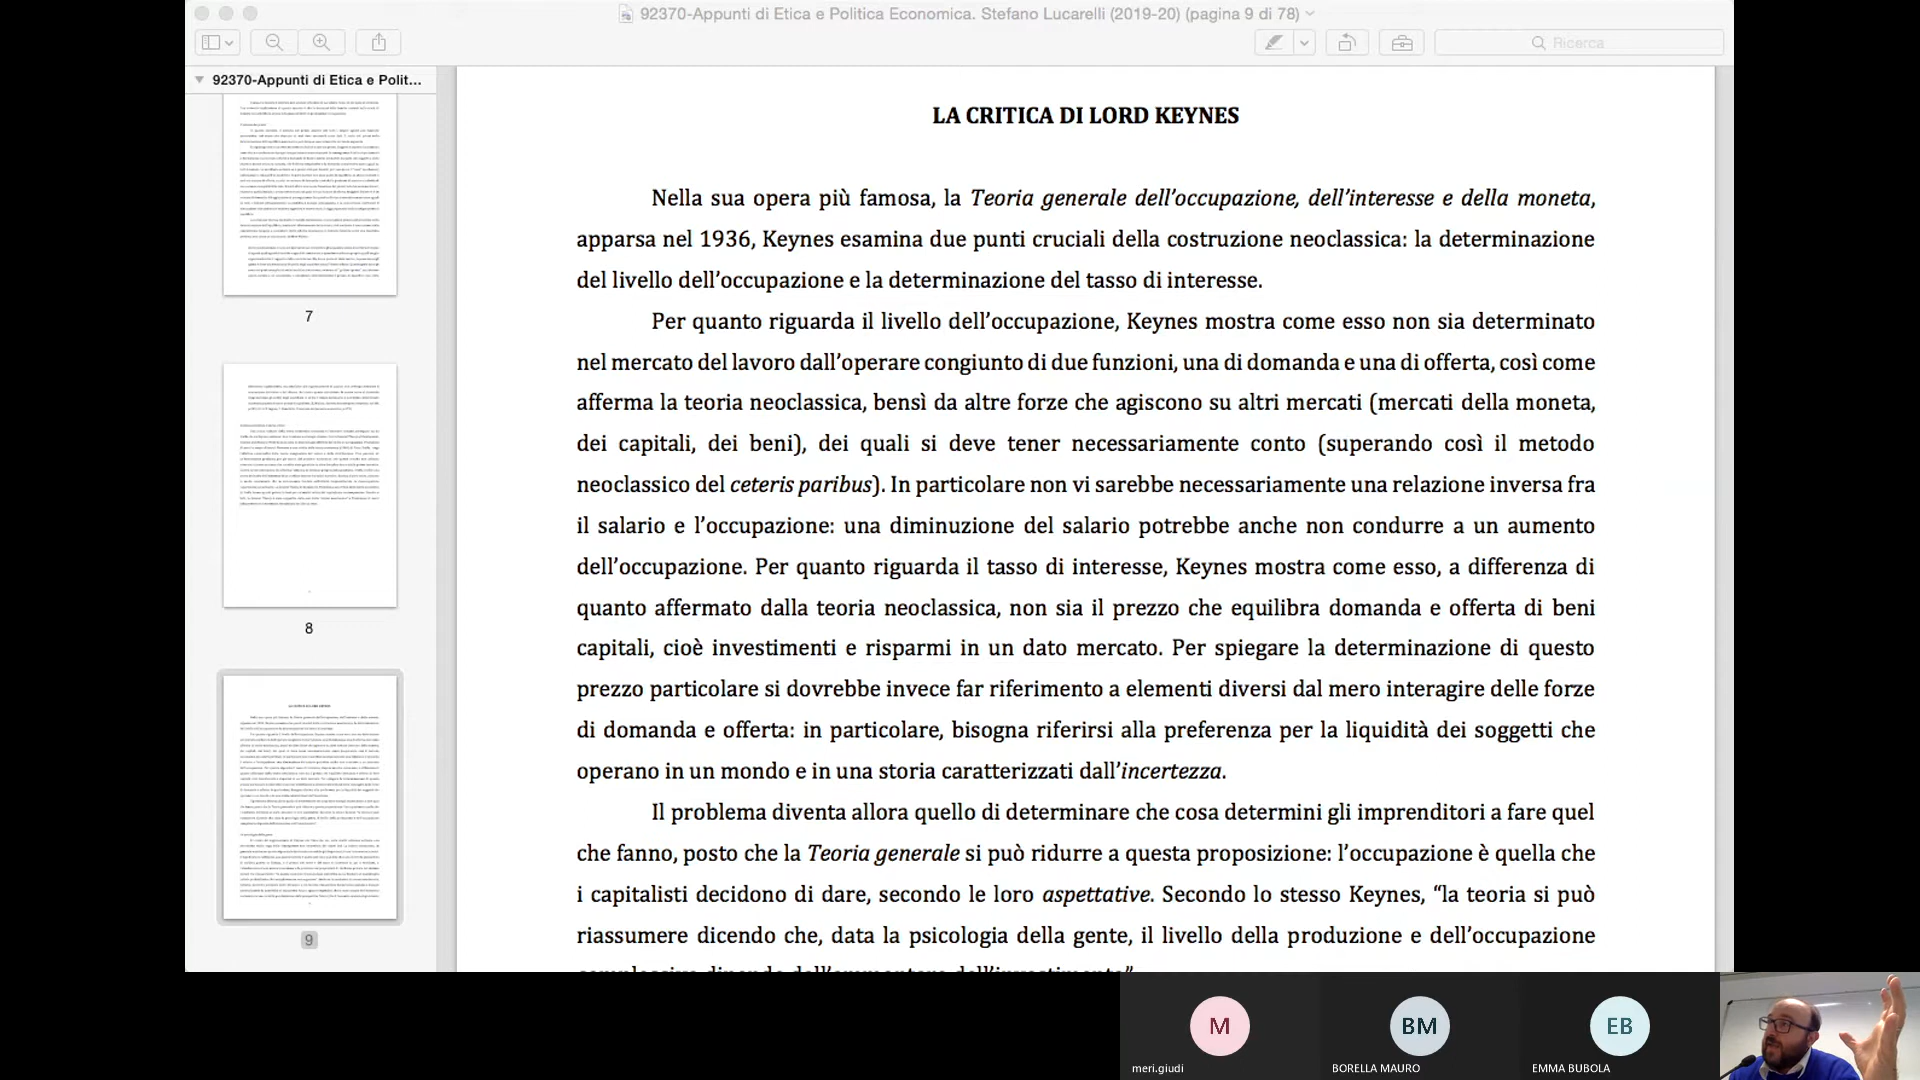 92370-Appunti di Etica e Politica Economica. Stefano Lucarelli (2019-20) (pagina 9 di 78)
Ricerca
92370-Appunti di Etica e Polit...
7
8
9
LA CRITICA DI LORD KEYNES
Nella sua opera più famosa, la Teoria generale dell’occupazione, dell’interesse e della moneta,
apparsa nel 1936, Keynes esamina due punti cruciali della costruzione neoclassica: la determinazione
del livello dell’occupazione e la determinazione del tasso di interesse.
Per quanto riguarda il livello dell’occupazione, Keynes mostra come esso non sia determinato
nel mercato del lavoro dall’operare congiunto di due funzioni, una di domanda e una di offerta, così come
afferma la teoria neoclassica, bensì da altre forze che agiscono su altri mercati (mercati della moneta,
dei capitali, dei beni), dei quali si deve tener necessariamente conto (superando così il metodo
neoclassico del ceteris paribus). In particolare non vi sarebbe necessariamente una relazione inversa fra
il salario e l’occupazione: una diminuzione del salario potrebbe anche non condurre a un aumento
dell’occupazione. Per quanto riguarda il tasso di interesse, Keynes mostra come esso, a differenza di
quanto affermato dalla teoria neoclassica, non sia il prezzo che equilibra domanda e offerta di beni
capitali, cioè investimenti e risparmi in un dato mercato. Per spiegare la determinazione di questo
prezzo particolare si dovrebbe invece far riferimento a elementi diversi dal mero interagire delle forze
di domanda e offerta: in particolare, bisogna riferirsi alla preferenza per la liquidità dei soggetti che
operano in un mondo e in una storia caratterizzati dall’incertezza.
Il problema diventa allora quello di determinare che cosa determini gli imprenditori a fare quel
che fanno, posto che la Teoria generale si può ridurre a questa proposizione: l’occupazione è quella che
i capitalisti decidono di dare, secondo le loro aspettative. Secondo lo stesso Keynes, “la teoria si può
riassumere dicendo che, data la psicologia della gente, il livello della produzione e dell’occupazione
M
BM
EB
meri.giudi
BORELLA MAURO
EMMA BUBOLA